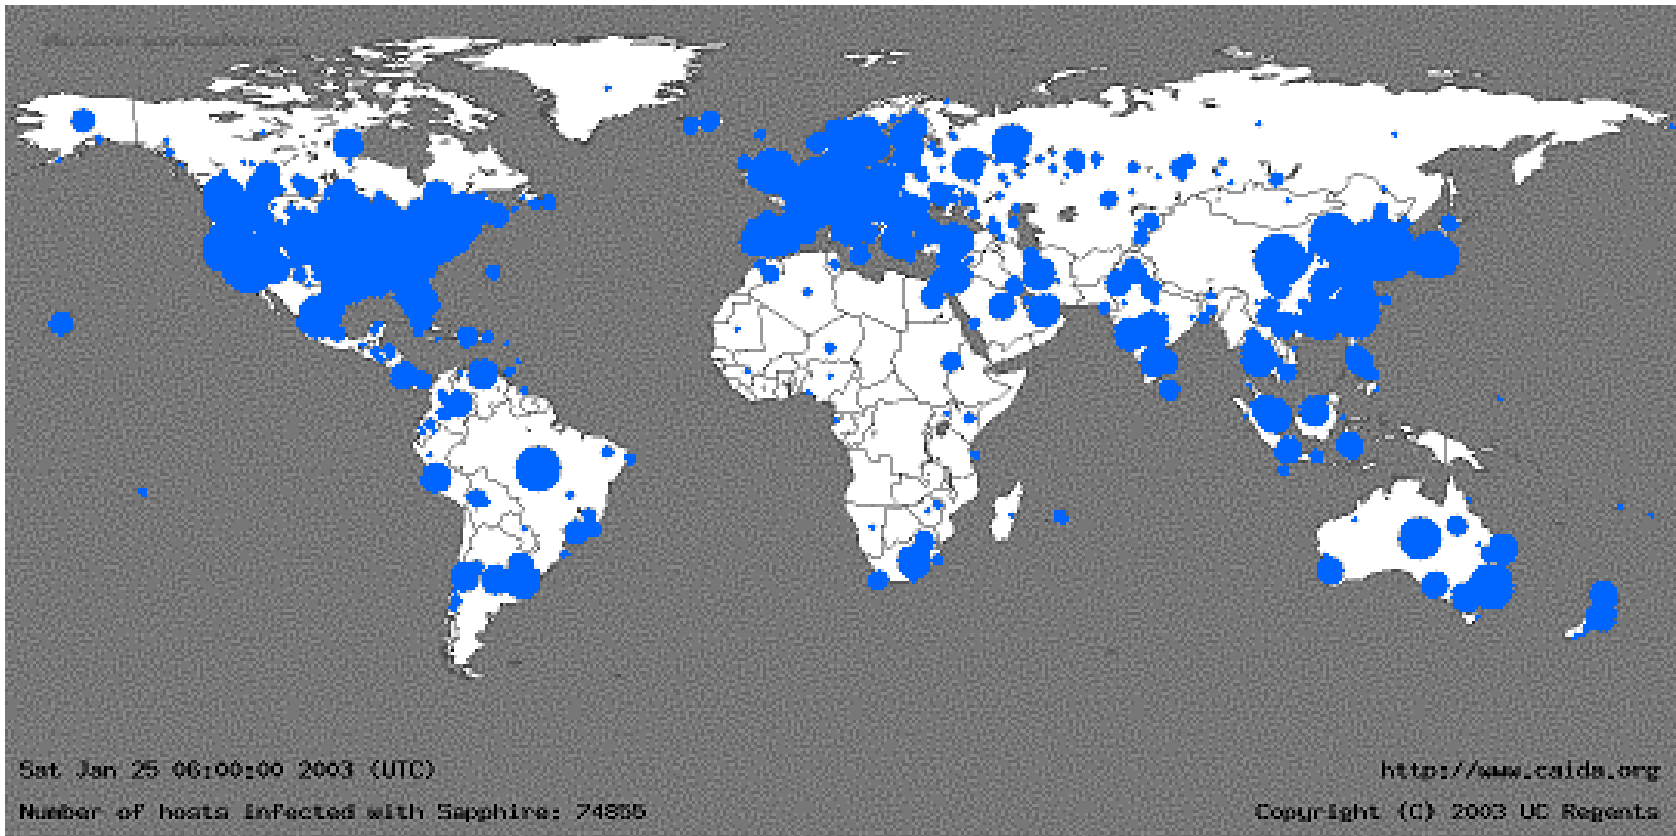 Sat Jan 25 06:00:00 2003 (UTC)
http://www.caida.org
Number of hosts infected with Sapphire: 74855
Copyright (C) 2003 UC Regents